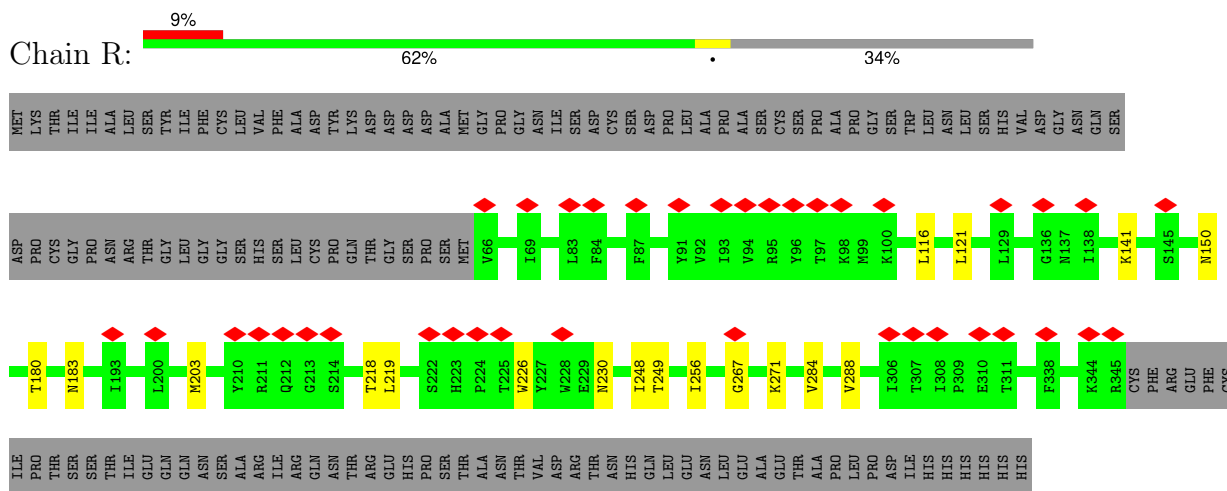 9%
Chain R:
62% • 34%
MET LYS THR ILE ILE ALA LEU SER TYR ILE PHE CYS LEU VAL PHE ALA ASP TYR LYS ASP ASP ASP ASP ALA MET GLY PRO GLY ASN ILE SER ASP CYS SER ASP PRO LEU ALA PRO ALA SER CYS SER PRO ALA PRO GLY SER TRP LEU ASN LEU SER HIS VAL ASP GLY ASN GLN SER
ASP PRO CYS GLY PRO ASN ARG THR GLY LEU GLY GLY SER HIS SER LEU CYS PRO GLN THR GLY SER PRO SER MET V66 I69 L83 F84 F87 Y91 V92 I93 V94 R95 Y96 T97 K98 M99 K100 L116 L121 L129 G136 N137 I138 K141 S145 N150
T180 N183 I193 L200 M203 Y210 R211 Q212 G213 S214 T218 L219 S222 H223 P224 T225 W226 Y227 W228 E229 N230 I248 T249 I256 G267 K271 V284 V288 I306 T307 I308 P309 E310 T311 F338 K344 R345 CYS PHE ARG GLU PHE CYS
ILE PRO THR SER SER THR ILE GLU GLN GLN ASN SER ALA ARG ILE ARG GLN ASN THR ARG GLU HIS PRO SER THR ALA ASN THR VAL ASP ARG THR ASN HIS GLN LEU GLU ASN LEU GLU ALA GLU THR ALA PRO LEU PRO ASP ILE HIS HIS HIS HIS HIS HIS